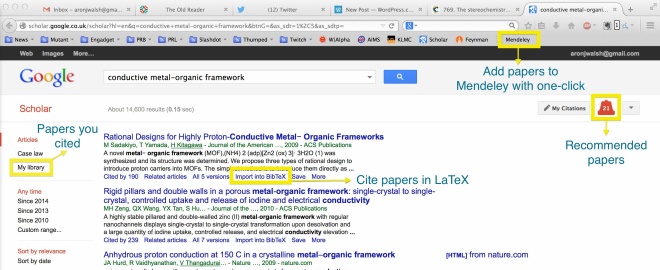 Inbox - aronjwalsh@gmail.com
The Old Reader
New Post — WordPress.c
C 769. The stereochemistr
conductive metal–organic f
scholar.google.co.uk/scholar?hl=en&q=conductive+metal-organic+framework&btnG=&as_sdt=1%2C5&as_sdtp=
Google
Bugzy
Mutant
Engadget
PRB
PRL
Slashdot
Twitch
W|Alpha
AIMS
KLMC
Scholar
Feynman
Mendeley
Web Images More…
aronjwalsh@gmail.com
Google
conductive metal-organic framework
Add papers to
Mendeley with one-click
Scholar
About 14,600 results (0.15 sec)
My Citations
21
Papers you
cited
Recommended
papers
Articles
Case law
My library
Any time
Since 2014
Since 2013
Since 2010
Custom range...
Sort by relevance
Sort by date
Rational Designs for Highly Proton-Conductive Metal− Organic Frameworks
M Sadakiyo, T Yamada, H Kitagawa - Journal of the American …, 2009 - ACS Publications
A novel metal− organic framework (MOF),(NH4) 2 (adp)[Zn2 (ox) 3]· 3H2O (1) was
synthesized and its structure was determined. We propose three types of rational design to
introduce proton carriers into MOFs. The simplest method is to introduce them directly as ...
Cited by 190 Related articles All 5 versions Import into BibTeX Save More
Cite papers in LaTeX
Rigid pillars and double walls in a porous metal-organic framework: single-crystal to single-
crystal, controlled uptake and release of iodine and electrical conductivity
MH Zeng, QX Wang, YX Tan, S Hu… - Journal of the …, 2010 - ACS Publications
A highly stable pillared and double-walled zinc (II) metal-organic framework with regular
nanochannels displays single-crystal to single-crystal transformation upon desolvation and
a large quantity of iodine uptake, controlled release, and electrical conductivity elevation ...
Cited by 239 Related articles All 7 versions Import into BibTeX Save More
Anhydrous proton conduction at 150 C in a crystalline metal–organic framework
[HTML] from nature.com
JA Hurd, R Vaidhyanathan, V Thangadurai… - Nature …, 2009 - nature.com